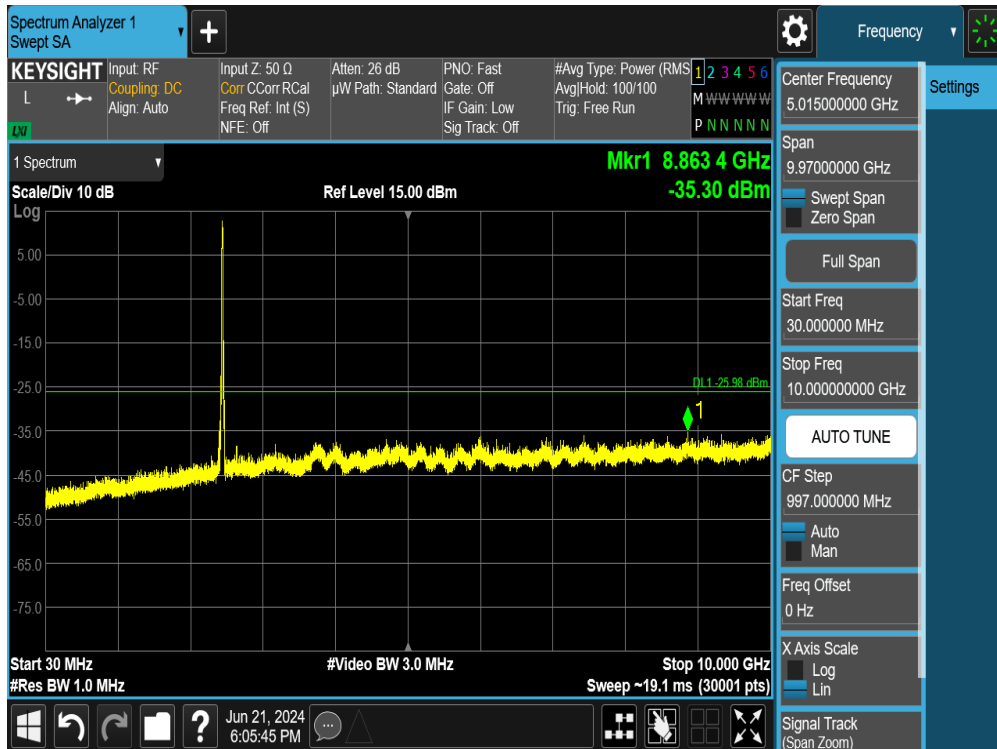 Spectrum Analyzer 1
Swept SA
+
Frequency
KEYSIGHT
L
LXI
Input: RF
Coupling: DC
Align: Auto
Input Z: 50 Ω
Corr CCorr RCal
Freq Ref: Int (S)
NFE: Off
Atten: 26 dB
µW Path: Standard
PNO: Fast
Gate: Off
IF Gain: Low
Sig Track: Off
#Avg Type: Power (RMS
Avg|Hold: 100/100
Trig: Free Run
1 2 3 4 5 6
M W W W W W
P N N N N N
1 Spectrum
Mkr1 8.863 4 GHz
-35.30 dBm
Scale/Div 10 dB
Ref Level 15.00 dBm
Log
5.00
-5.00
-15.0
-25.0
-35.0
-45.0
-55.0
-65.0
-75.0
DL1 -25.98 dBm
1
Start 30 MHz
#Video BW 3.0 MHz
Stop 10.000 GHz
#Res BW 1.0 MHz
Sweep ~19.1 ms (30001 pts)
Center Frequency
5.015000000 GHz
Span
9.97000000 GHz
Swept Span
Zero Span
Full Span
Start Freq
30.000000 MHz
Stop Freq
10.000000000 GHz
AUTO TUNE
CF Step
997.000000 MHz
Auto
Man
Freq Offset
0 Hz
X Axis Scale
Log
Lin
Signal Track
(Span Zoom)
Settings
?
Jun 21, 2024
6:05:45 PM